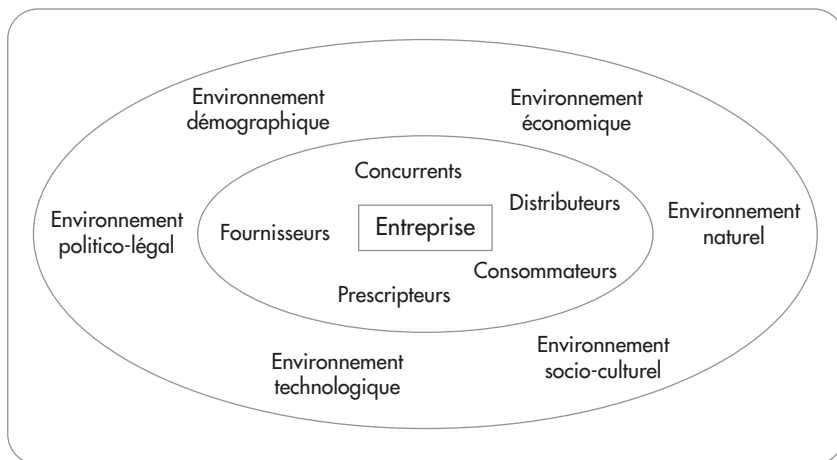 Environnement
démographique
Environnement
économique
Concurrents
Distributeurs
Environnement
politico-légal
Fournisseurs
Entreprise
Environnement
naturel
Consommateurs
Prescripteurs
Environnement
technologique
Environnement
socio-culturel